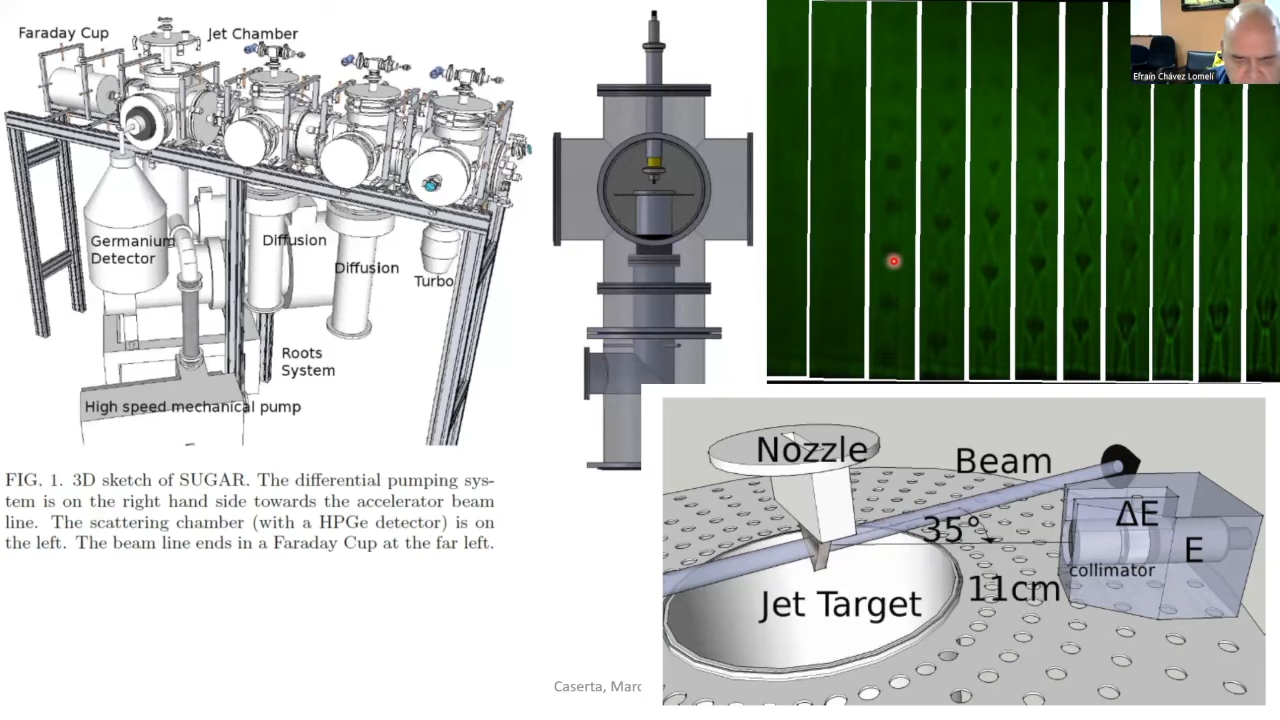 Faraday Cup
Jet Chamber
Germanium
Detector
Diffusion
Diffusion
Turbo
Roots
System
High speed mechanical pump
FIG. 1. 3D sketch of SUGAR. The differential pumping sys-
tem is on the right hand side towards the accelerator beam
line. The scattering chamber (with a HPGe detector) is on
the left. The beam line ends in a Faraday Cup at the far left.
Efraín Chávez Lomelí
Nozzle
Beam
35°
ΔE
E
collimator
11cm
Jet Target
Caserta, Marc